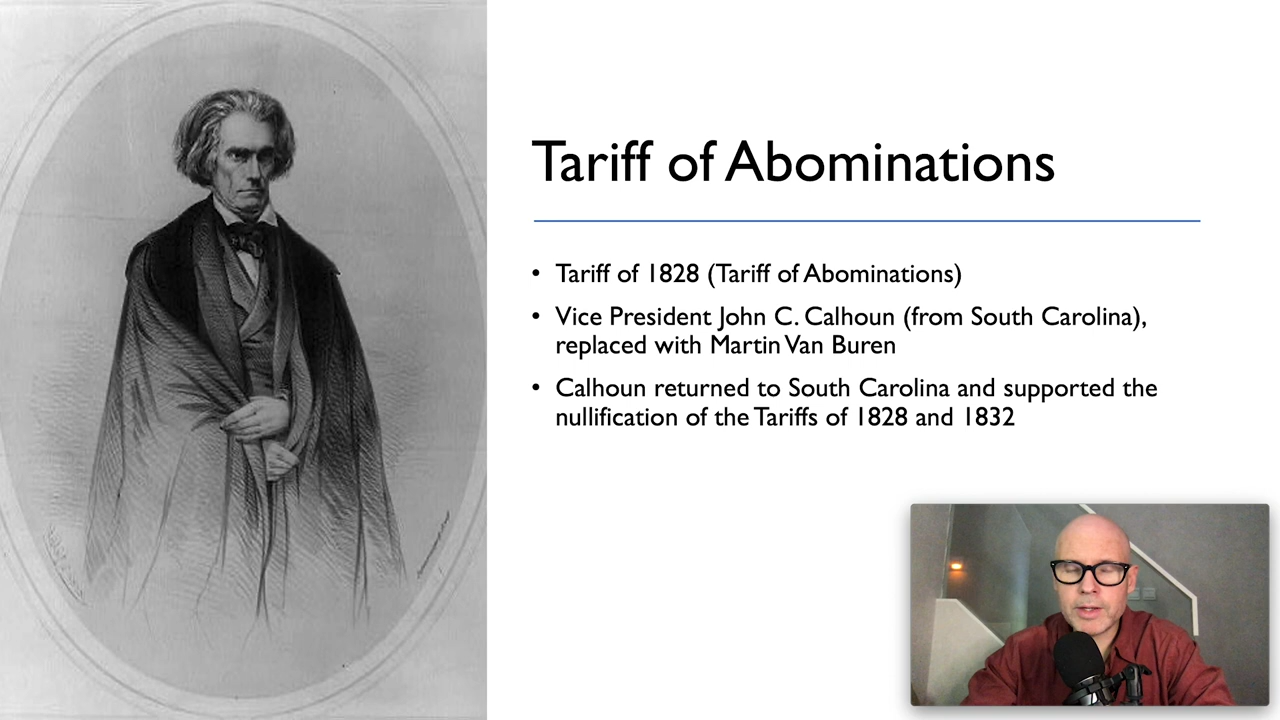 Tariff of Abominations
• Tariff of 1828 (Tariff of Abominations)
• Vice President John C. Calhoun (from South Carolina),
replaced with Martin Van Buren
• Calhoun returned to South Carolina and supported the
nullification of the Tariffs of 1828 and 1832